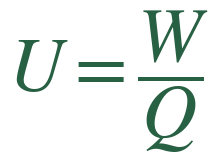 U = W/Q